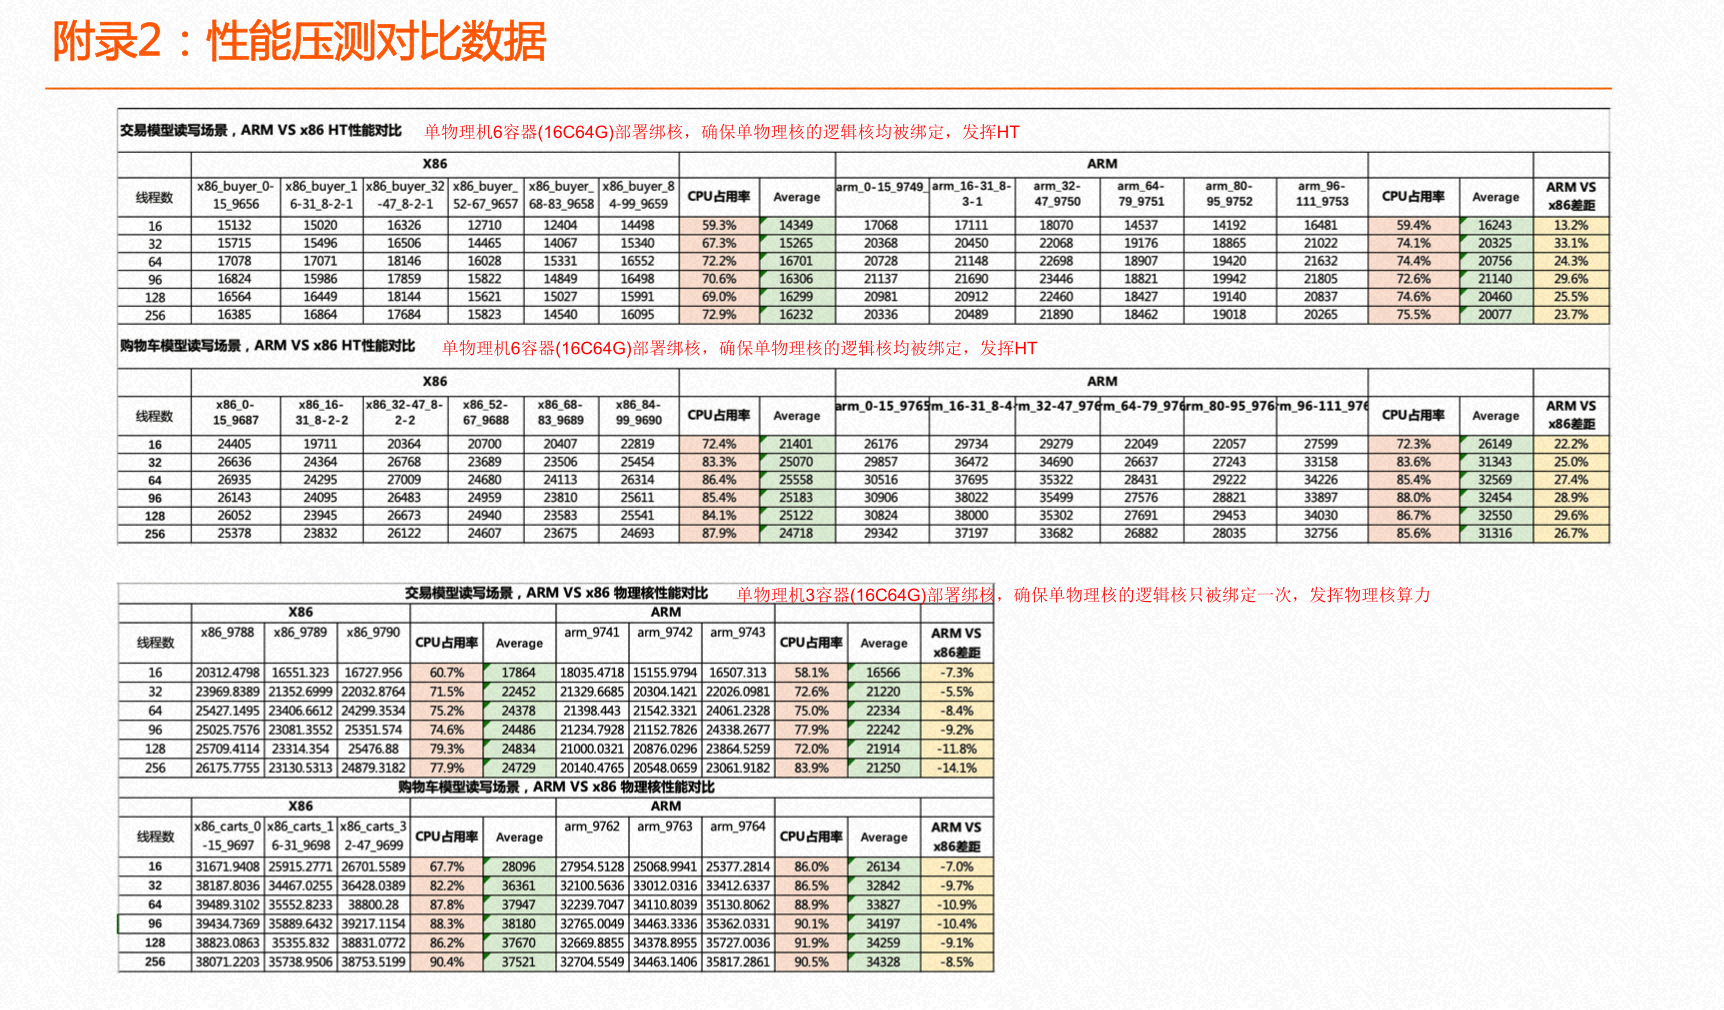 附录2：性能压测对比数据
交易模型读写场景，ARM VS x86 HT性能对比 单物理机6容器(16C64G)部署绑核，确保单物理核的逻辑核均被绑定，发挥HT
X86 ARM
线程数 x86_buyer_0-15_9656 x86_buyer_16-31_8-2-1 x86_buyer_32-47_8-2-1 x86_buyer_52-67_9657 x86_buyer_68-83_9658 x86_buyer_84-99_9659 CPU占用率 Average arm_0-15_9749_ arm_16-31_8-3-1 arm_32-47_9750 arm_64-79_9751 arm_80-95_9752 arm_96-111_9753 CPU占用率 Average ARM VS x86差距
16 15132 15020 16326 12710 12404 14498 59.3% 14349 17068 17111 18070 14537 14192 16481 59.4% 16243 13.2%
32 15715 15496 16506 14465 14067 15340 67.3% 15265 20368 20450 22068 19176 18865 21022 74.1% 20325 33.1%
64 17078 17071 18146 16028 15331 16552 72.2% 16701 20728 21148 22698 18907 19420 21632 74.4% 20756 24.3%
96 16824 15986 17859 15822 14849 16498 70.6% 16306 21137 21690 23446 18821 19942 21805 72.6% 21140 29.6%
128 16564 16449 18144 15621 15027 15991 69.0% 16299 20981 20912 22460 18427 19140 20837 74.6% 20460 25.5%
256 16385 16864 17684 15823 14540 16095 72.9% 16232 20336 20489 21890 18462 19018 20265 75.5% 20077 23.7%
购物车模型读写场景，ARM VS x86 HT性能对比 单物理机6容器(16C64G)部署绑核，确保单物理核的逻辑核均被绑定，发挥HT
X86 ARM
线程数 x86_0-15_9687 x86_16-31_8-2-2 x86_32-47_8-2-2 x86_52-67_9688 x86_68-83_9689 x86_84-99_9690 CPU占用率 Average arm_0-15_9765 rm_16-31_8-4- rm_32-47_976 rm_64-79_976 rm_80-95_976 rm_96-111_976 CPU占用率 Average ARM VS x86差距
16 24405 19711 20364 20700 20407 22819 72.4% 21401 26176 29734 29279 22049 22057 27599 72.3% 26149 22.2%
32 26636 24364 26768 23689 23506 25454 83.3% 25070 29857 36472 34690 26637 27243 33158 83.6% 31343 25.0%
64 26935 24295 27009 24680 24113 26314 86.4% 25558 30516 37695 35322 28431 29222 34226 85.4% 32569 27.4%
96 26143 24095 26483 24959 23810 25611 85.4% 25183 30906 38022 35499 27576 28821 33897 88.0% 32454 28.9%
128 26052 23945 26673 24940 23583 25541 84.1% 25122 30824 38000 35302 27691 29453 34030 86.7% 32550 29.6%
256 25378 23832 26122 24607 23675 24693 87.9% 24718 29342 37197 33682 26882 28035 32756 85.6% 31316 26.7%
交易模型读写场景，ARM VS x86 物理核性能对比 单物理机3容器(16C64G)部署绑核，确保单物理核的逻辑核只被绑定一次，发挥物理核算力
X86 ARM
线程数 x86_9788 x86_9789 x86_9790 CPU占用率 Average arm_9741 arm_9742 arm_9743 CPU占用率 Average ARM VS x86差距
16 20312.4798 16551.323 16727.956 60.7% 17864 18035.4718 15155.9794 16507.313 58.1% 16566 -7.3%
32 23969.8389 21352.6999 22032.8764 71.5% 22452 21329.6685 20304.1421 22026.0981 72.6% 21220 -5.5%
64 25427.1495 23406.6612 24299.3534 75.2% 24378 21398.443 21542.3321 24061.2328 75.0% 22334 -8.4%
96 25025.7576 23081.3552 25351.574 74.6% 24486 21234.7928 21152.7826 24338.2677 77.9% 22242 -9.2%
128 25709.4114 23314.354 25476.88 79.3% 24834 21000.0321 20876.0296 23864.5259 72.0% 21914 -11.8%
256 26175.7755 23130.5313 24879.3182 77.9% 24729 20140.4765 20548.0659 23061.9182 83.9% 21250 -14.1%
购物车模型读写场景，ARM VS x86 物理核性能对比
X86 ARM
线程数 x86_carts_0-15_9697 x86_carts_16-31_9698 x86_carts_32-47_9699 CPU占用率 Average arm_9762 arm_9763 arm_9764 CPU占用率 Average ARM VS x86差距
16 31671.9408 25915.2771 26701.5589 67.7% 28096 27954.5128 25068.9941 25377.2814 86.0% 26134 -7.0%
32 38187.8036 34467.0255 36428.0389 82.2% 36361 32100.5636 33012.0316 33412.6337 86.5% 32842 -9.7%
64 39489.3102 35552.8233 38800.28 87.8% 37947 32239.7047 34110.8039 35130.8062 88.9% 33827 -10.9%
96 39434.7369 35889.6432 39217.1154 88.3% 38180 32765.0049 34463.3336 35362.0331 90.1% 34197 -10.4%
128 38823.0863 35355.832 38831.0772 86.2% 37670 32669.8855 34378.8955 35727.0036 91.9% 34259 -9.1%
256 38071.2203 35738.9506 38753.5199 90.4% 37521 32704.5549 34463.1406 35817.2861 90.5% 34328 -8.5%